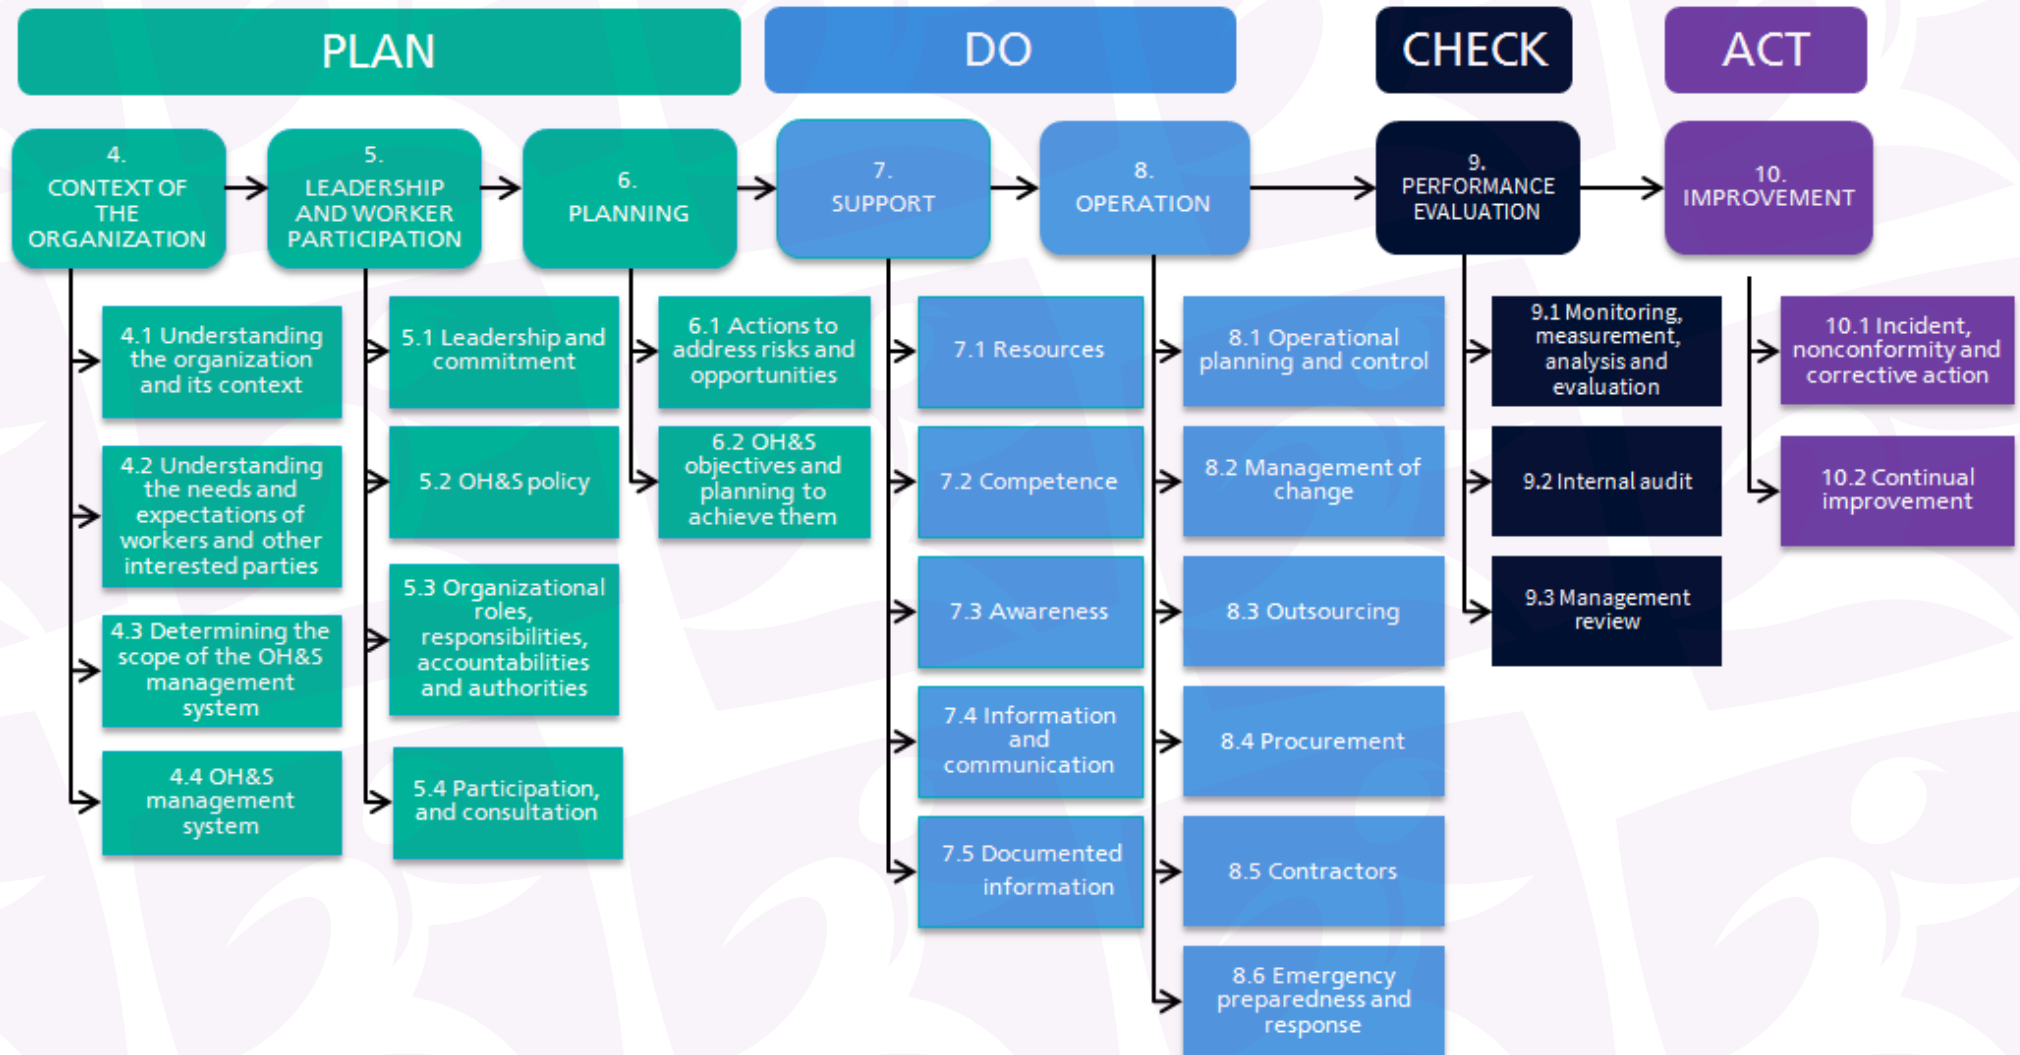 PLAN
DO
CHECK
ACT
4.
CONTEXT OF
THE
ORGANIZATION
5.
LEADERSHIP
AND WORKER
PARTICIPATION
6.
PLANNING
7.
SUPPORT
8.
OPERATION
9.
PERFORMANCE
EVALUATION
10.
IMPROVEMENT
4.1 Understanding
the organization
and its context
4.2 Understanding
the needs and
expectations of
workers and other
interested parties
4.3 Determining the
scope of the OH&S
management
system
4.4 OH&S
management
system
5.1 Leadership and
commitment
5.2 OH&S policy
5.3 Organizational
roles,
responsibilities,
accountabilities
and authorities
5.4 Participation,
and consultation
6.1 Actions to
address risks and
opportunities
6.2 OH&S
objectives and
planning to
achieve them
7.1 Resources
7.2 Competence
7.3 Awareness
7.4 Information
and
communication
7.5 Documented
information
8.1 Operational
planning and control
8.2 Management of
change
8.3 Outsourcing
8.4 Procurement
8.5 Contractors
8.6 Emergency
preparedness and
response
9.1 Monitoring,
measurement,
analysis and
evaluation
9.2 Internal audit
9.3 Management
review
10.1 Incident,
nonconformity and
corrective action
10.2 Continual
improvement